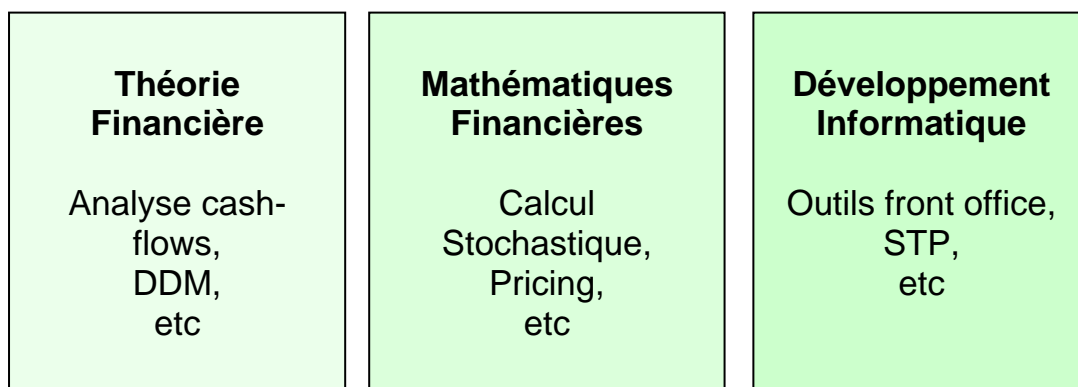 Théorie
Financière
Analyse cash-
flows,
DDM,
etc
Mathématiques
Financières
Calcul
Stochastique,
Pricing,
etc
Développement
Informatique
Outils front office,
STP,
etc